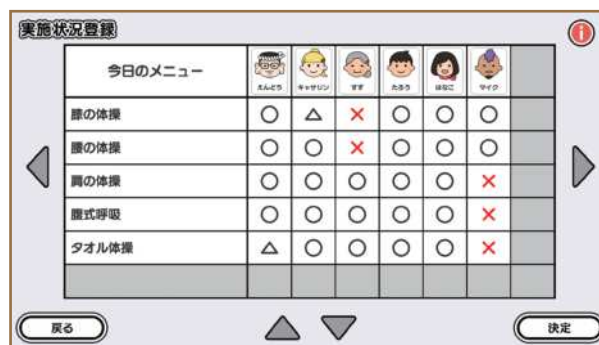 実施状況登録
今日のメニュー
えんどう キャサリン すず たろう はなこ マイク
膝の体操 ○ △ × ○ ○ ○
腰の体操 ○ ○ × ○ ○ ○
肩の体操 ○ ○ ○ ○ ○ ×
腹式呼吸 ○ ○ ○ ○ ○ ×
タオル体操 △ ○ ○ ○ ○ ×
戻る
決定